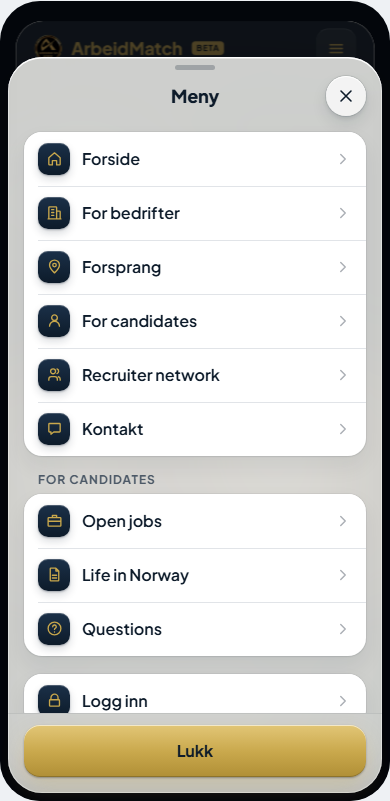 ArbeidMatch BETA
Meny
Forside
For bedrifter
Forsprang
For candidates
Recruiter network
Kontakt
FOR CANDIDATES
Open jobs
Life in Norway
Questions
Logg inn
Lukk